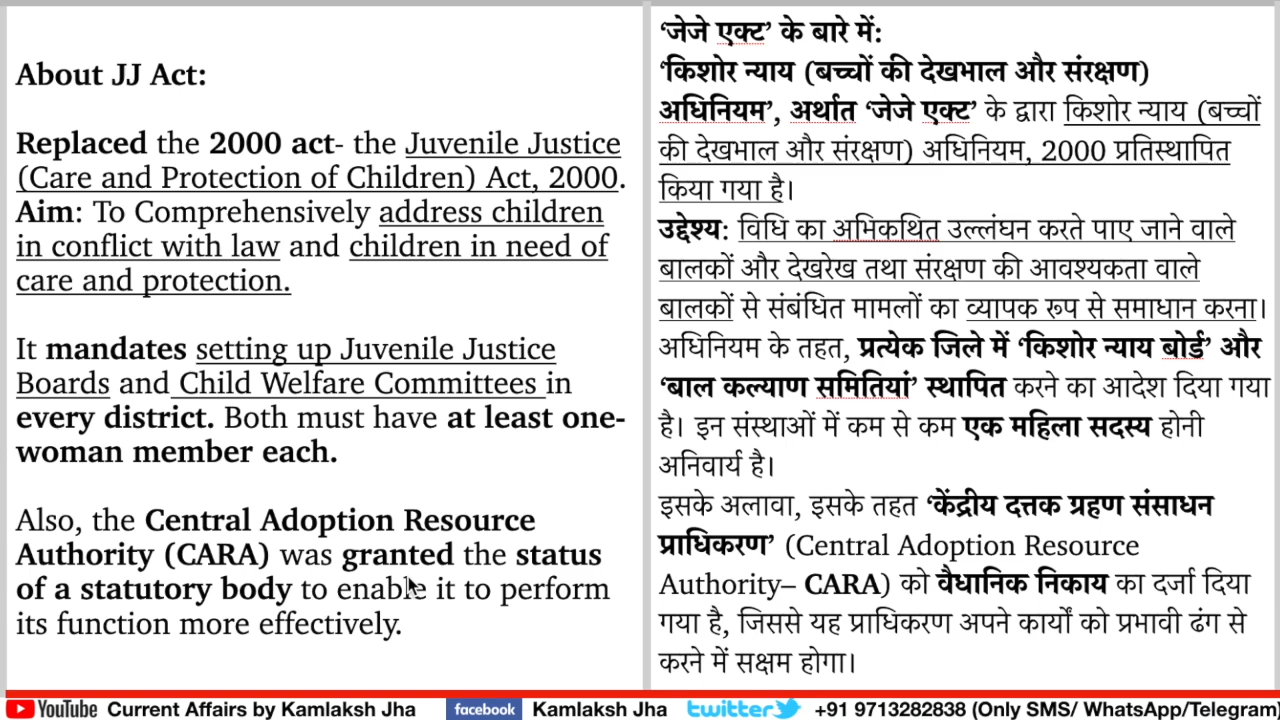 About JJ Act:
Replaced the 2000 act- the Juvenile Justice
(Care and Protection of Children) Act, 2000.
Aim: To Comprehensively address children
in conflict with law and children in need of
care and protection.
It mandates setting up Juvenile Justice
Boards and Child Welfare Committees in
every district. Both must have at least one-
woman member each.
Also, the Central Adoption Resource
Authority (CARA) was granted the status
of a statutory body to enable it to perform
its function more effectively.
‘जेजे एक्ट’ के बारे में:
‘किशोर न्याय (बच्चों की देखभाल और संरक्षण)
अधिनियम’, अर्थात ‘जेजे एक्ट’ के द्वारा किशोर न्याय (बच्चों
की देखभाल और संरक्षण) अधिनियम, 2000 प्रतिस्थापित
किया गया है।
उद्देश्य: विधि का अभिकथित उल्लंघन करते पाए जाने वाले
बालकों और देखरेख तथा संरक्षण की आवश्यकता वाले
बालकों से संबंधित मामलों का व्यापक रूप से समाधान करना।
अधिनियम के तहत, प्रत्येक जिले में ‘किशोर न्याय बोर्ड’ और
‘बाल कल्याण समितियां’ स्थापित करने का आदेश दिया गया
है। इन संस्थाओं में कम से कम एक महिला सदस्य होनी
अनिवार्य है।
इसके अलावा, इसके तहत ‘केंद्रीय दत्तक ग्रहण संसाधन
प्राधिकरण’ (Central Adoption Resource
Authority– CARA) को वैधानिक निकाय का दर्जा दिया
गया है, जिससे यह प्राधिकरण अपने कार्यों को प्रभावी ढंग से
करने में सक्षम होगा।
YouTube Current Affairs by Kamlaksh Jha facebook Kamlaksh Jha twitter +91 9713282838 (Only SMS/ WhatsApp/Telegram)